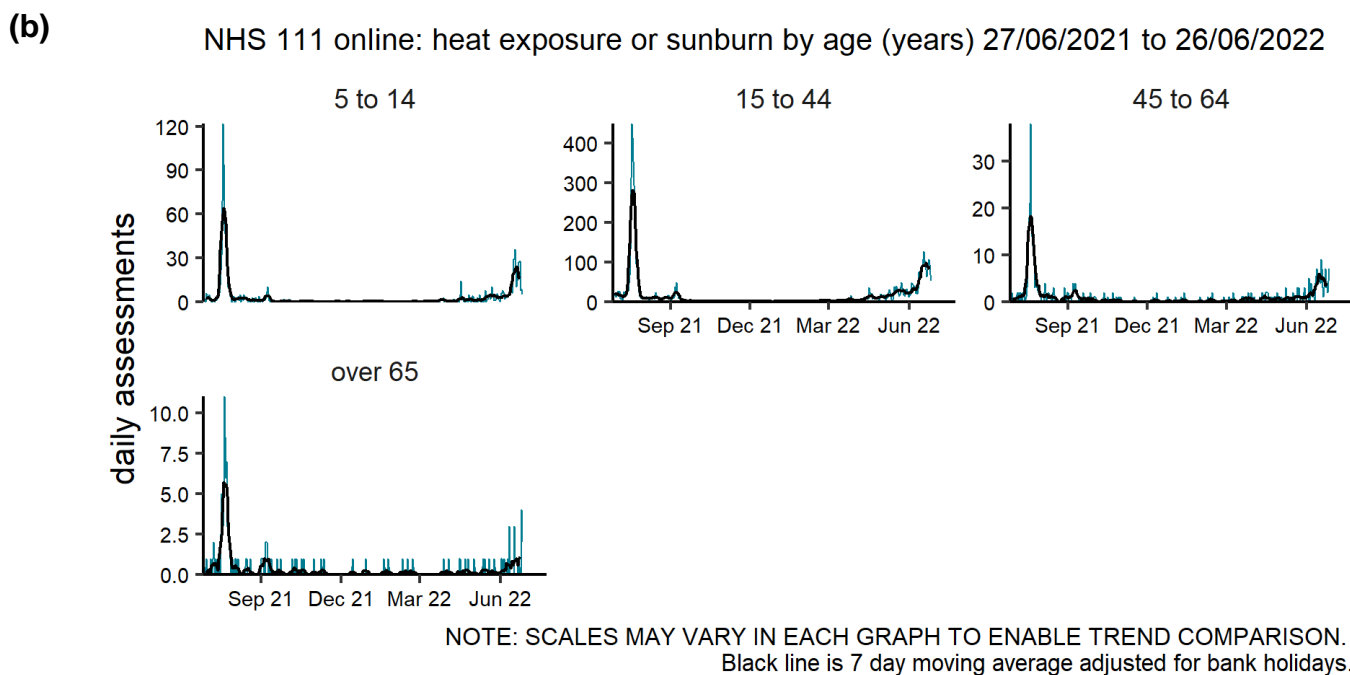 (b)
NHS 111 online: heat exposure or sunburn by age (years) 27/06/2021 to 26/06/2022
daily assessments
5 to 14
120
90
60
30
0
15 to 44
400
300
200
100
0
Sep 21 Dec 21 Mar 22 Jun 22
45 to 64
30
20
10
0
Sep 21 Dec 21 Mar 22 Jun 22
over 65
10.0
7.5
5.0
2.5
0.0
Sep 21 Dec 21 Mar 22 Jun 22
NOTE: SCALES MAY VARY IN EACH GRAPH TO ENABLE TREND COMPARISON.
Black line is 7 day moving average adjusted for bank holidays.